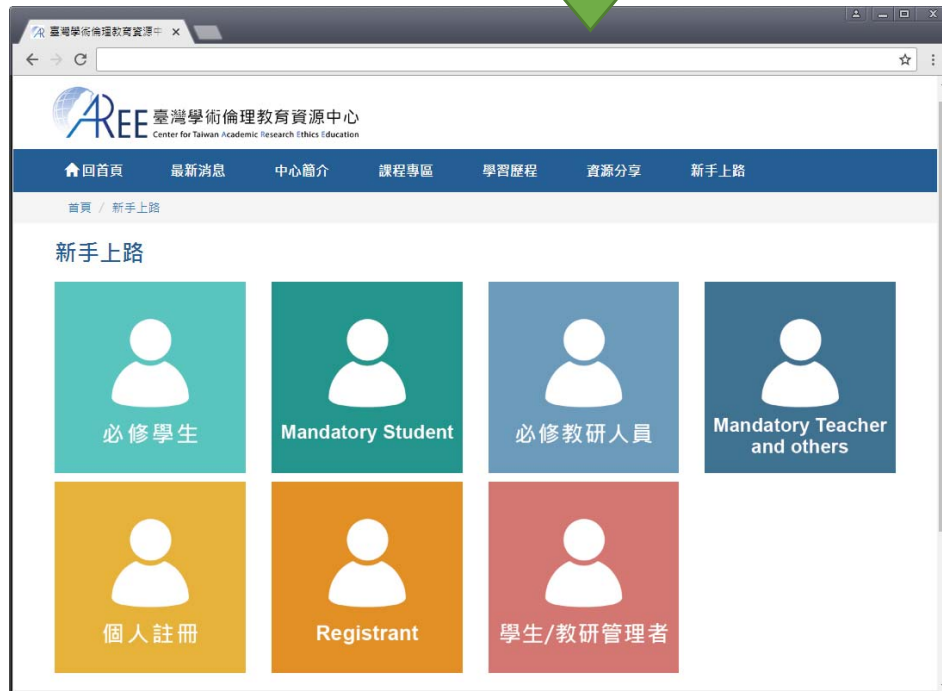 臺灣學術倫理教育資源中
AREE 臺灣學術倫理教育資源中心
Center for Taiwan Academic Research Ethics Education
回首頁 最新消息 中心簡介 課程專區 學習歷程 資源分享 新手上路
首頁 / 新手上路
新手上路
必修學生
Mandatory Student
必修教研人員
Mandatory Teacher
and others
個人註冊
Registrant
學生/教研管理者